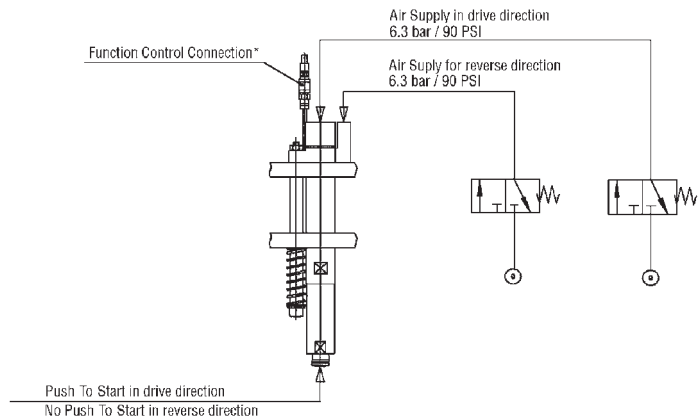 Air Supply in drive direction
6.3 bar / 90 PSI
Function Control Connection*
Air Suply for reverse direction
6.3 bar / 90 PSI
Push To Start in drive direction
No Push To Start in reverse direction